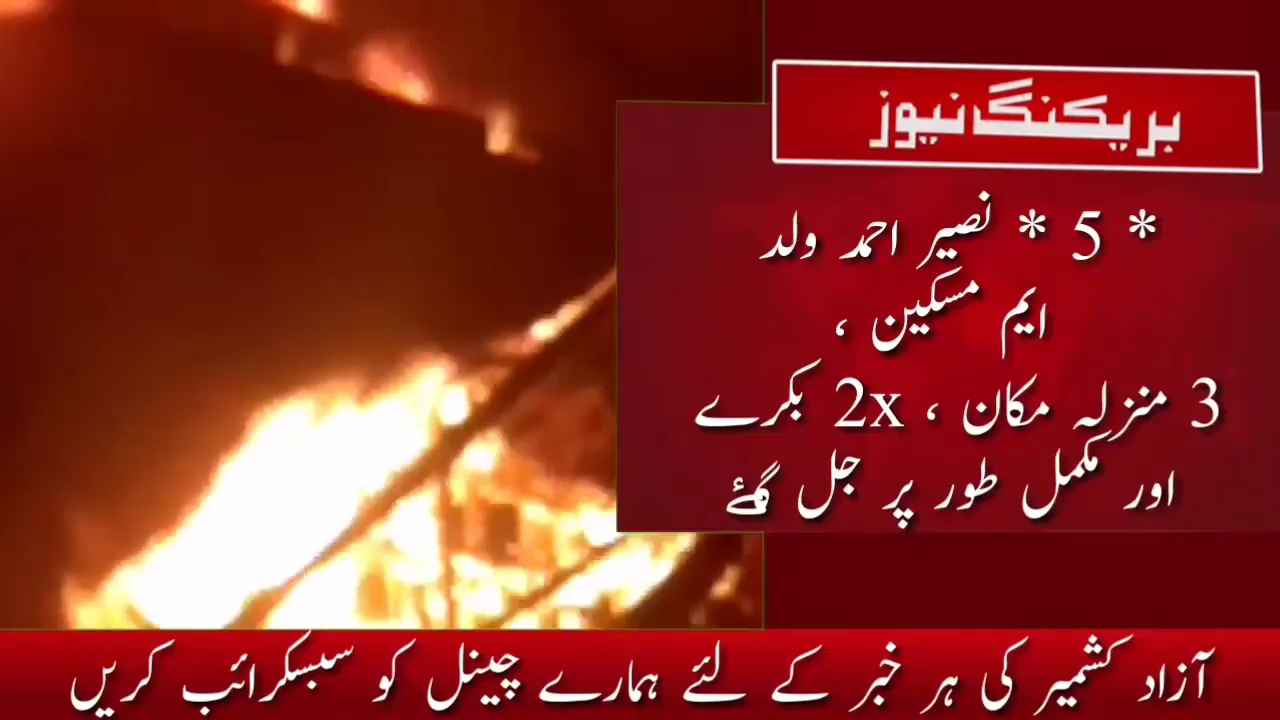 بریکنگ نیوز
* 5 * نصیر احمد ولد
ایم مسکین ،
3 منزلہ مکان ، 2x بکرے
اور مکمل طور پر جل گئے
آزاد کشمیر کی ہر خبر کے لئے ہمارے چینل کو سبسکرائب کریں